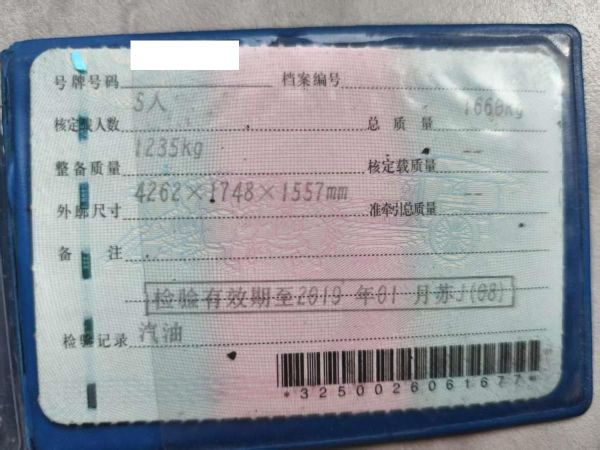 号牌号码 档案编号
5人 1660kg
核定载人数 总质量
1235kg --
整备质量 核定载质量
4262×1748×1557mm --
外廓尺寸 准牵引总质量
备注
检验有效期至2019年01月苏J(08)
检验记录 汽油
*3250026061677*